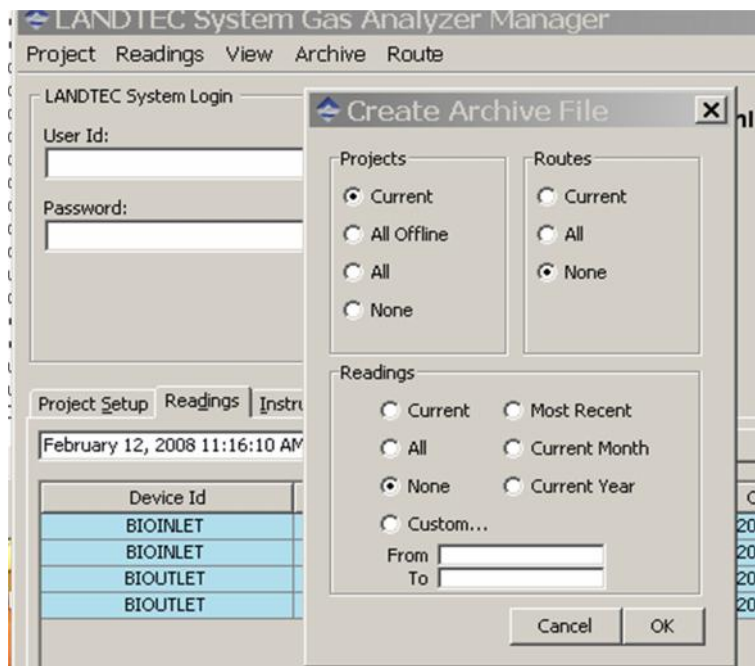 LANDTEC System Gas Analyzer Manager
Project Readings View Archive Route
LANDTEC System Login
User Id:
Password:
Create Archive File
Projects
Current
All Offline
All
None
Routes
Current
All
None
Readings
Current
Most Recent
All
Current Month
None
Current Year
Custom...
From
To
Cancel OK
Project Setup Readings Instru
February 12, 2008 11:16:10 AM
Device Id
BIOINLET
BIOINLET
BIOUTLET
BIOUTLET